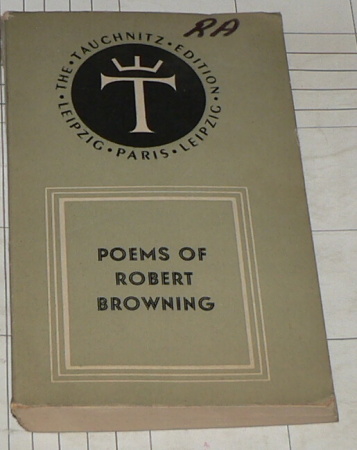 RA
THE • TAUCHNITZ • EDITION • LEIPZIG • PARIS • LEIPZIG •
T
POEMS OF
ROBERT
BROWNING